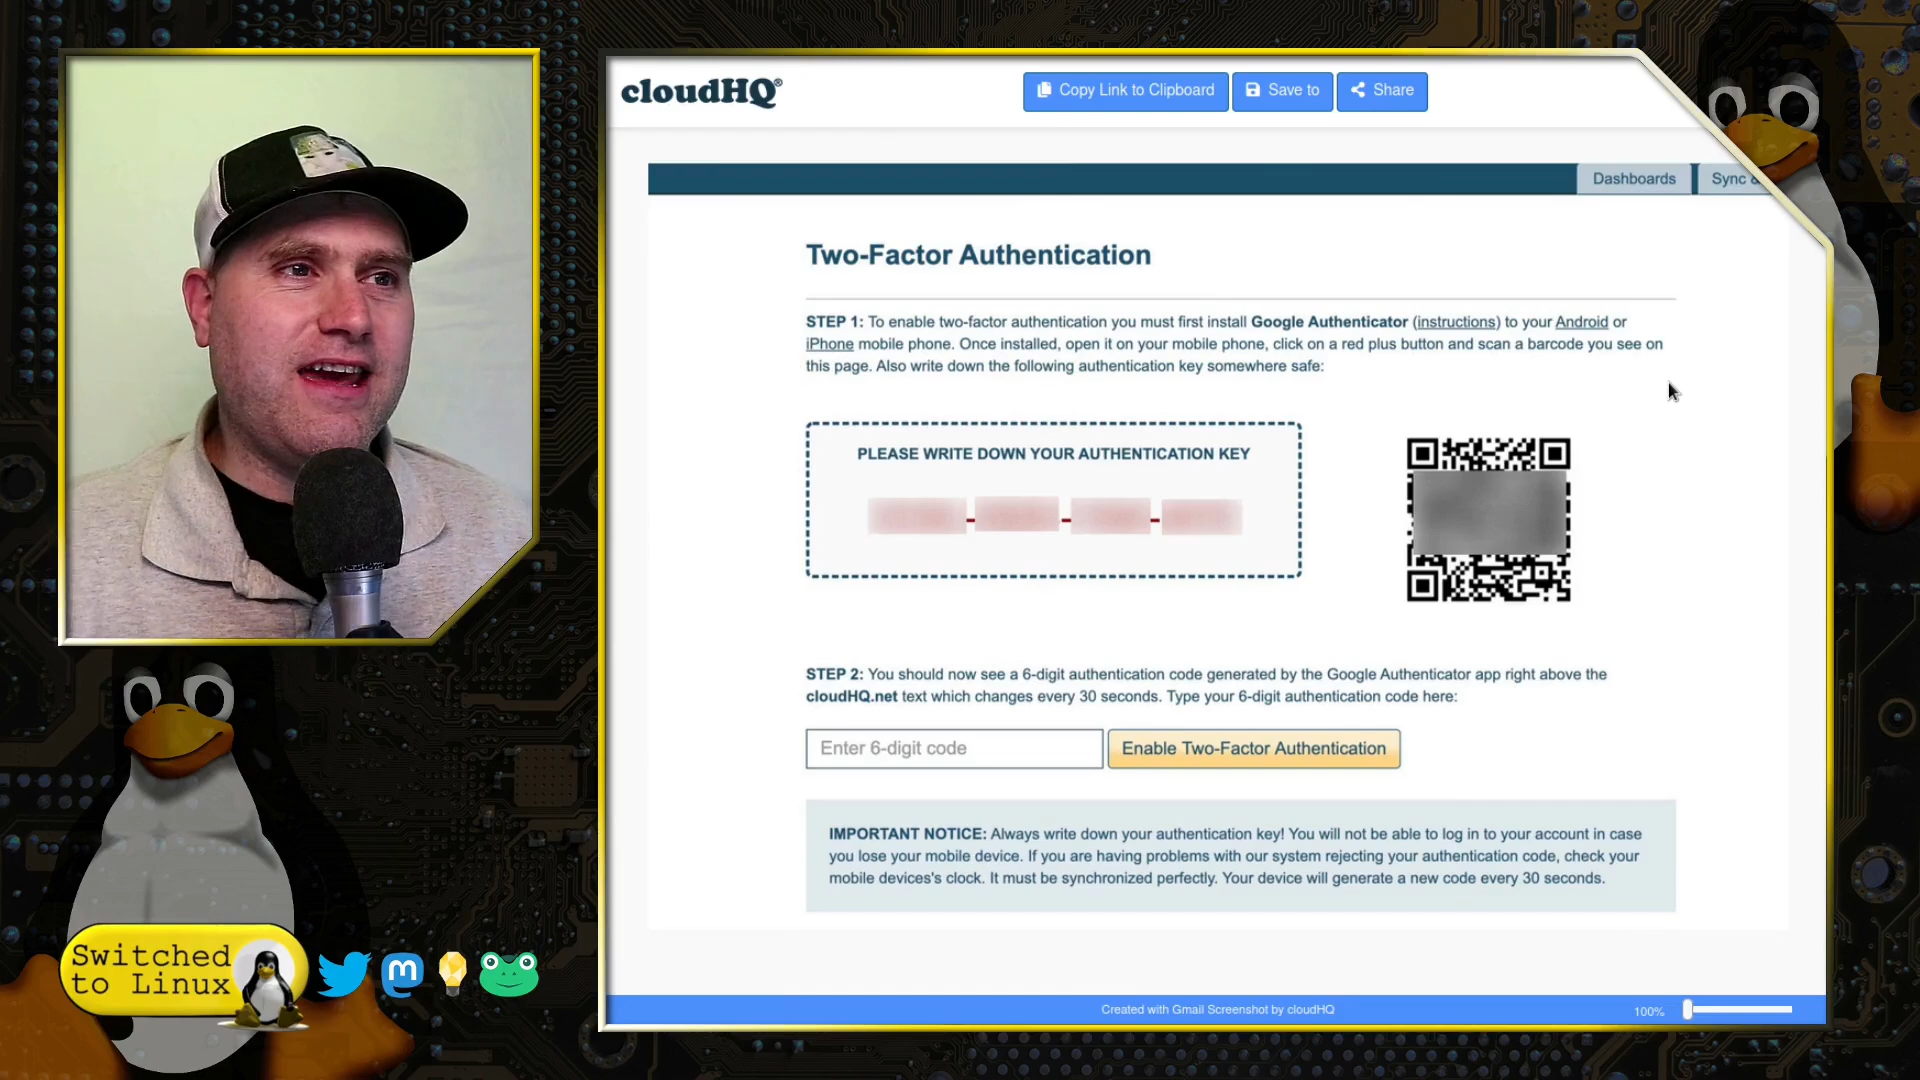 cloudHQ®
Copy Link to Clipboard
Save to
Share
Dashboards
Sync &
Two-Factor Authentication
STEP 1: To enable two-factor authentication you must first install Google Authenticator (instructions) to your Android or
iPhone mobile phone. Once installed, open it on your mobile phone, click on a red plus button and scan a barcode you see on
this page. Also write down the following authentication key somewhere safe:
PLEASE WRITE DOWN YOUR AUTHENTICATION KEY
STEP 2: You should now see a 6-digit authentication code generated by the Google Authenticator app right above the
cloudHQ.net text which changes every 30 seconds. Type your 6-digit authentication code here:
Enter 6-digit code
Enable Two-Factor Authentication
IMPORTANT NOTICE: Always write down your authentication key! You will not be able to log in to your account in case
you lose your mobile device. If you are having problems with our system rejecting your authentication code, check your
mobile devices's clock. It must be synchronized perfectly. Your device will generate a new code every 30 seconds.
Created with Gmail Screenshot by cloudHQ
100%
Switched
to Linux